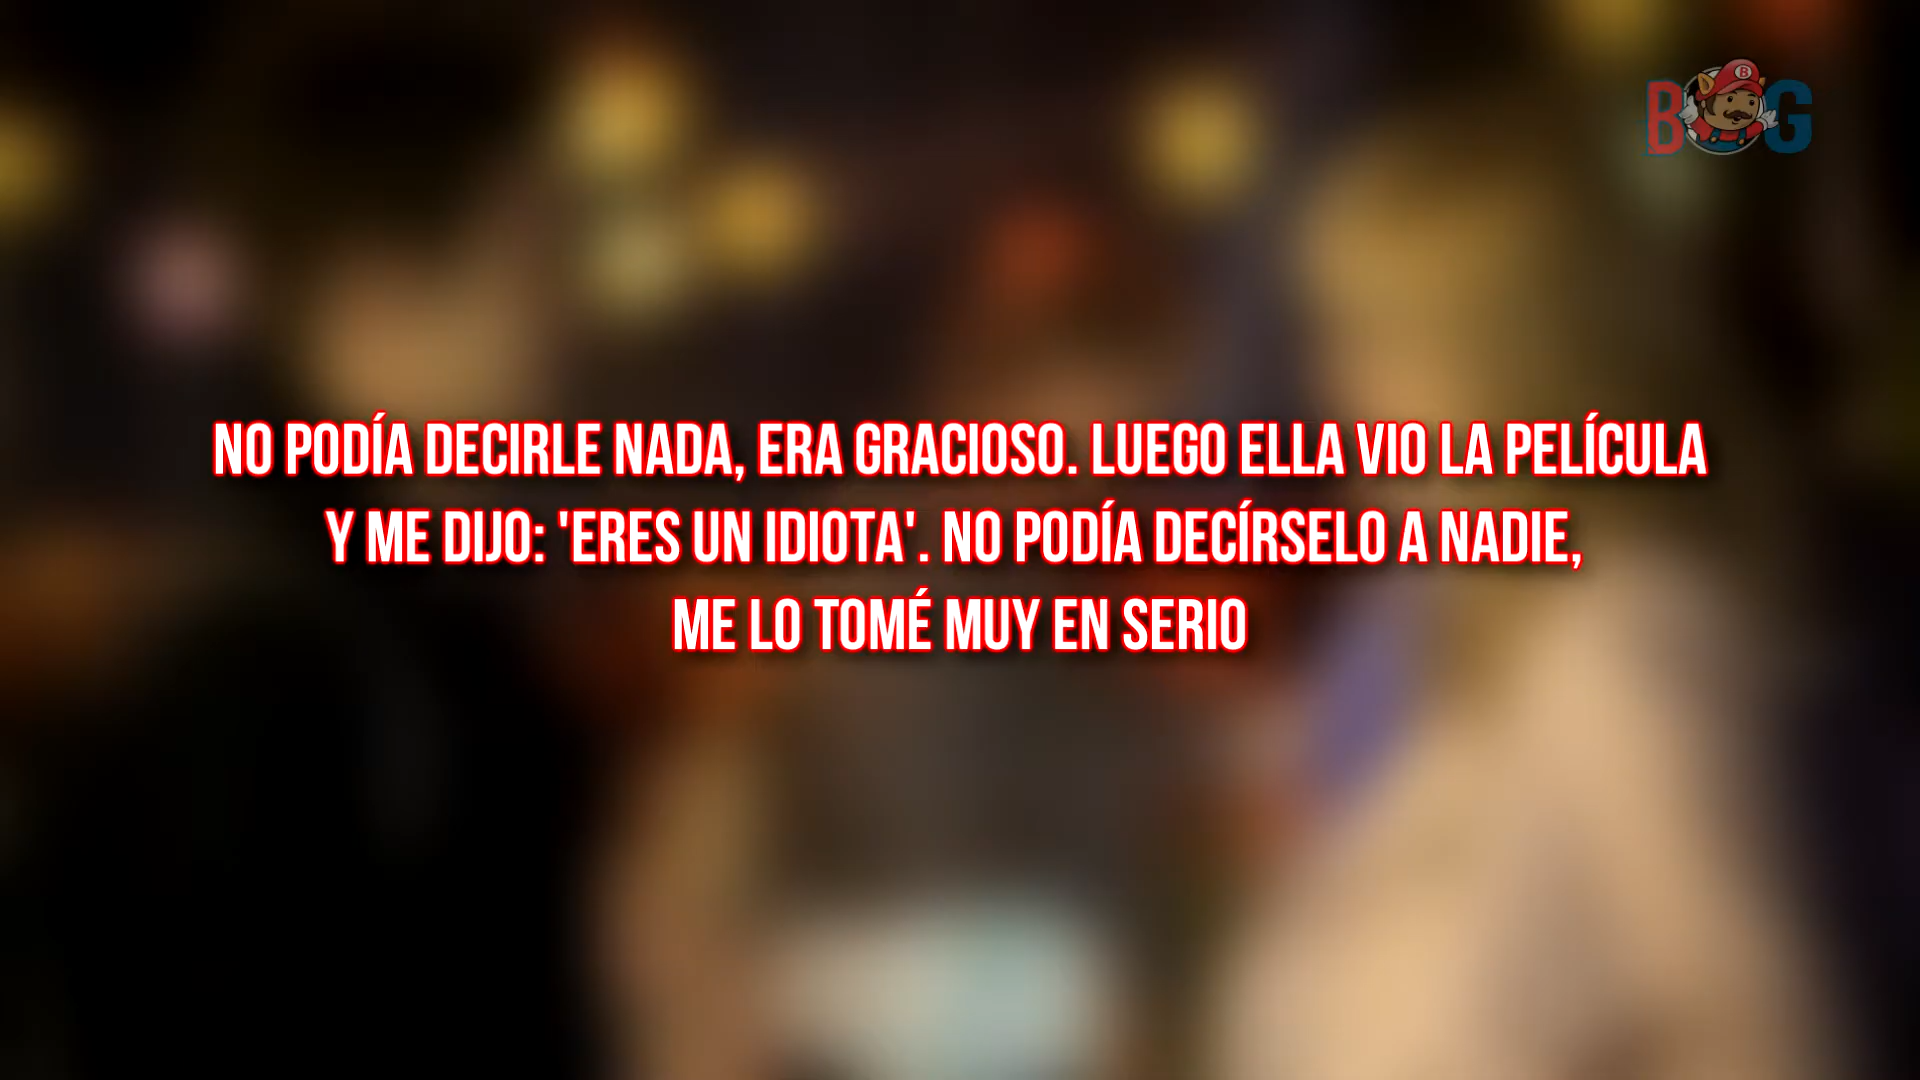 B G
B
NO PODÍA DECIRLE NADA, ERA GRACIOSO. LUEGO ELLA VIO LA PELÍCULA
Y ME DIJO: 'ERES UN IDIOTA'. NO PODÍA DECÍRSELO A NADIE,
ME LO TOMÉ MUY EN SERIO